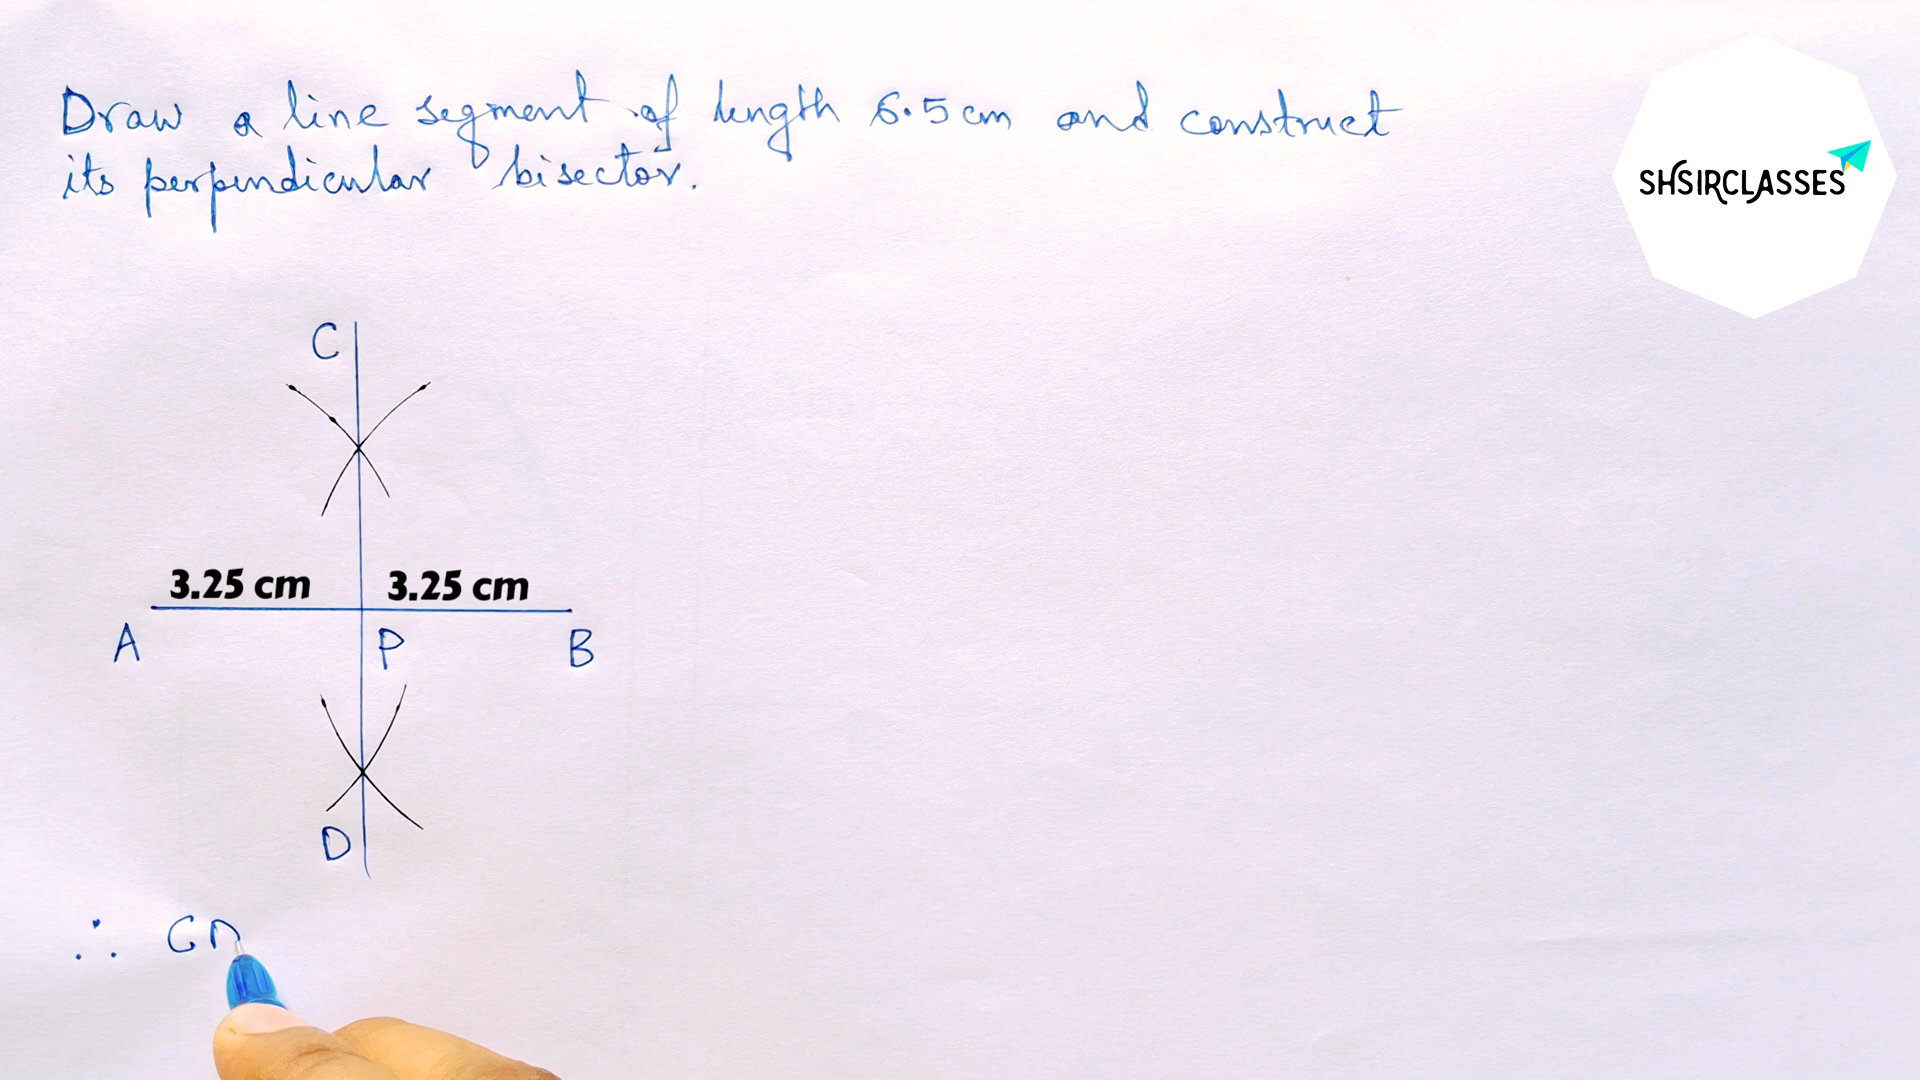 Draw a line segment of length 6.5 cm and construct
its perpendicular bisector.
SHSIRCLASSES
C
3.25 cm 3.25 cm
A P B
D
∴ CD